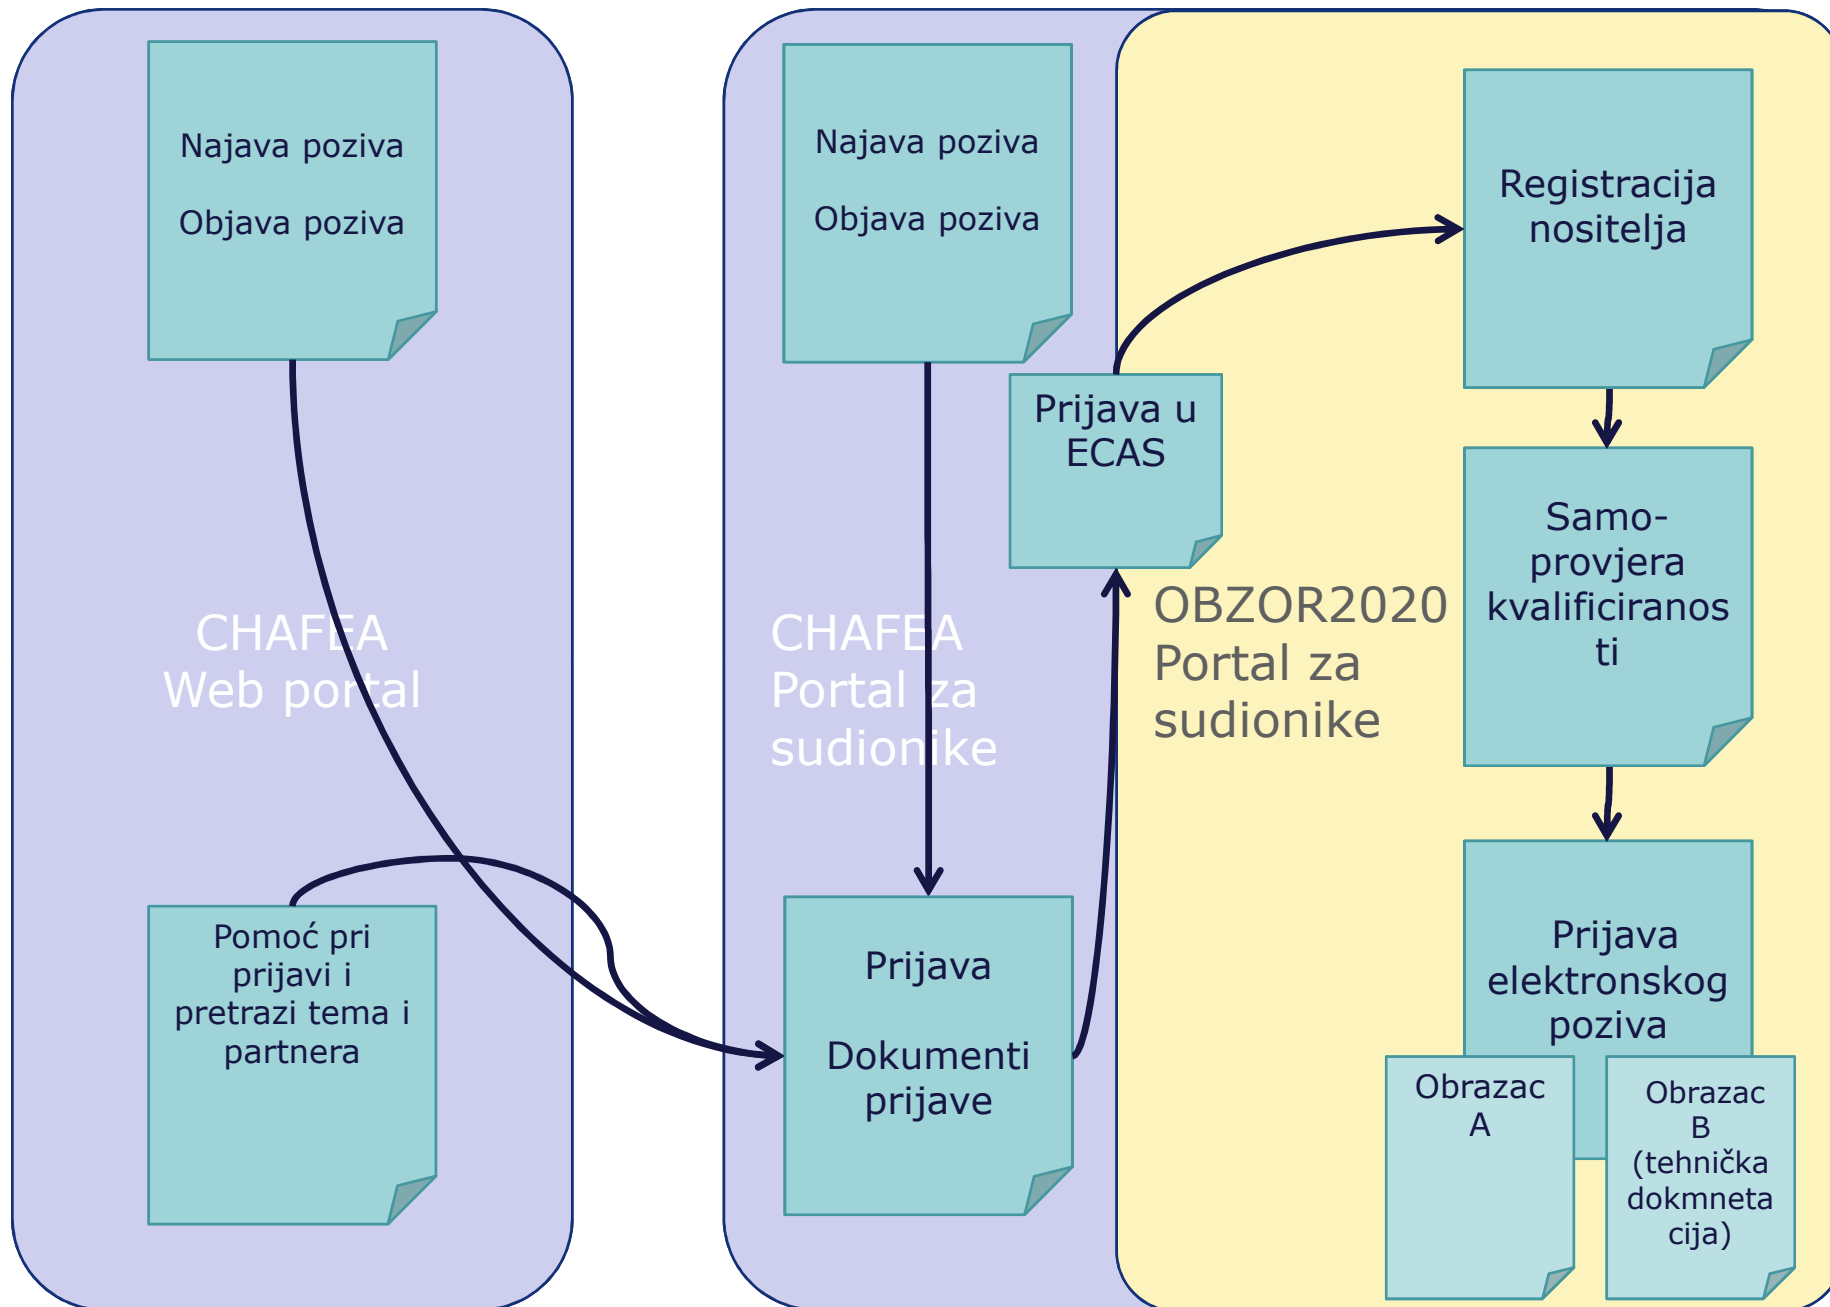 Najava poziva
Objava poziva
CHAFEA
Web portal
Pomoć pri
prijavi i
pretrazi tema i
partnera
Najava poziva
Objava poziva
CHAFEA
Portal za
sudionike
Prijava
Dokumenti
prijave
Prijava u
ECAS
OBZOR2020
Portal za
sudionike
Registracija
nositelja
Samo-
provjera
kvalificiranos
ti
Prijava
elektronskog
poziva
Obrazac
A
Obrazac
B
(tehnička
dokmneta
cija)